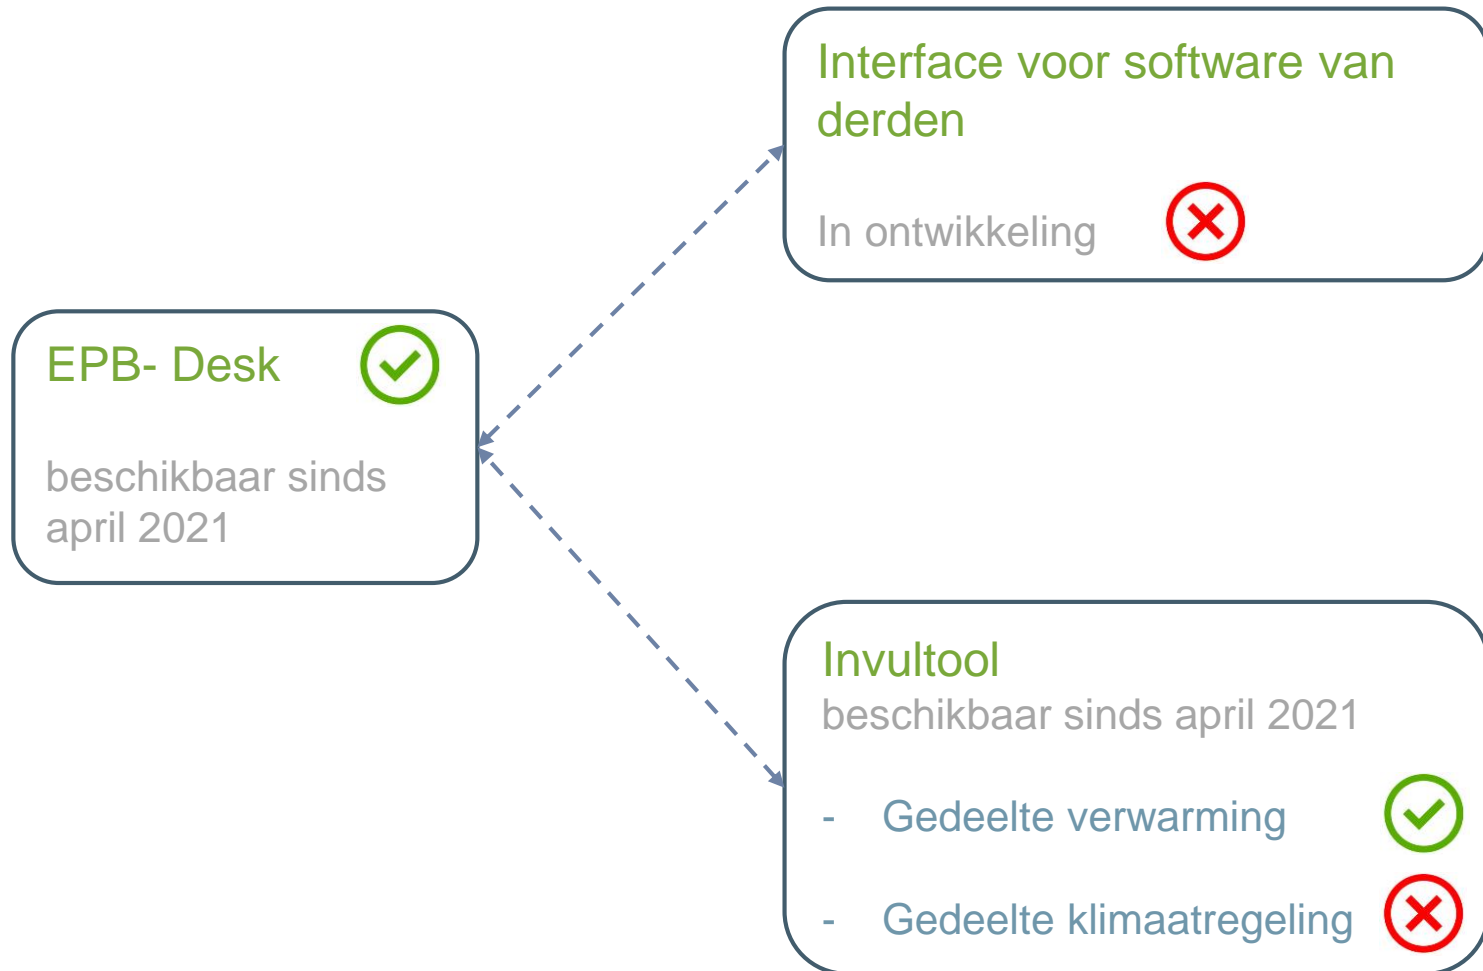 Interface voor software van
derden
In ontwikkeling
EPB- Desk
beschikbaar sinds
april 2021
Invultool
beschikbaar sinds april 2021
- Gedeelte verwarming
- Gedeelte klimaatregeling